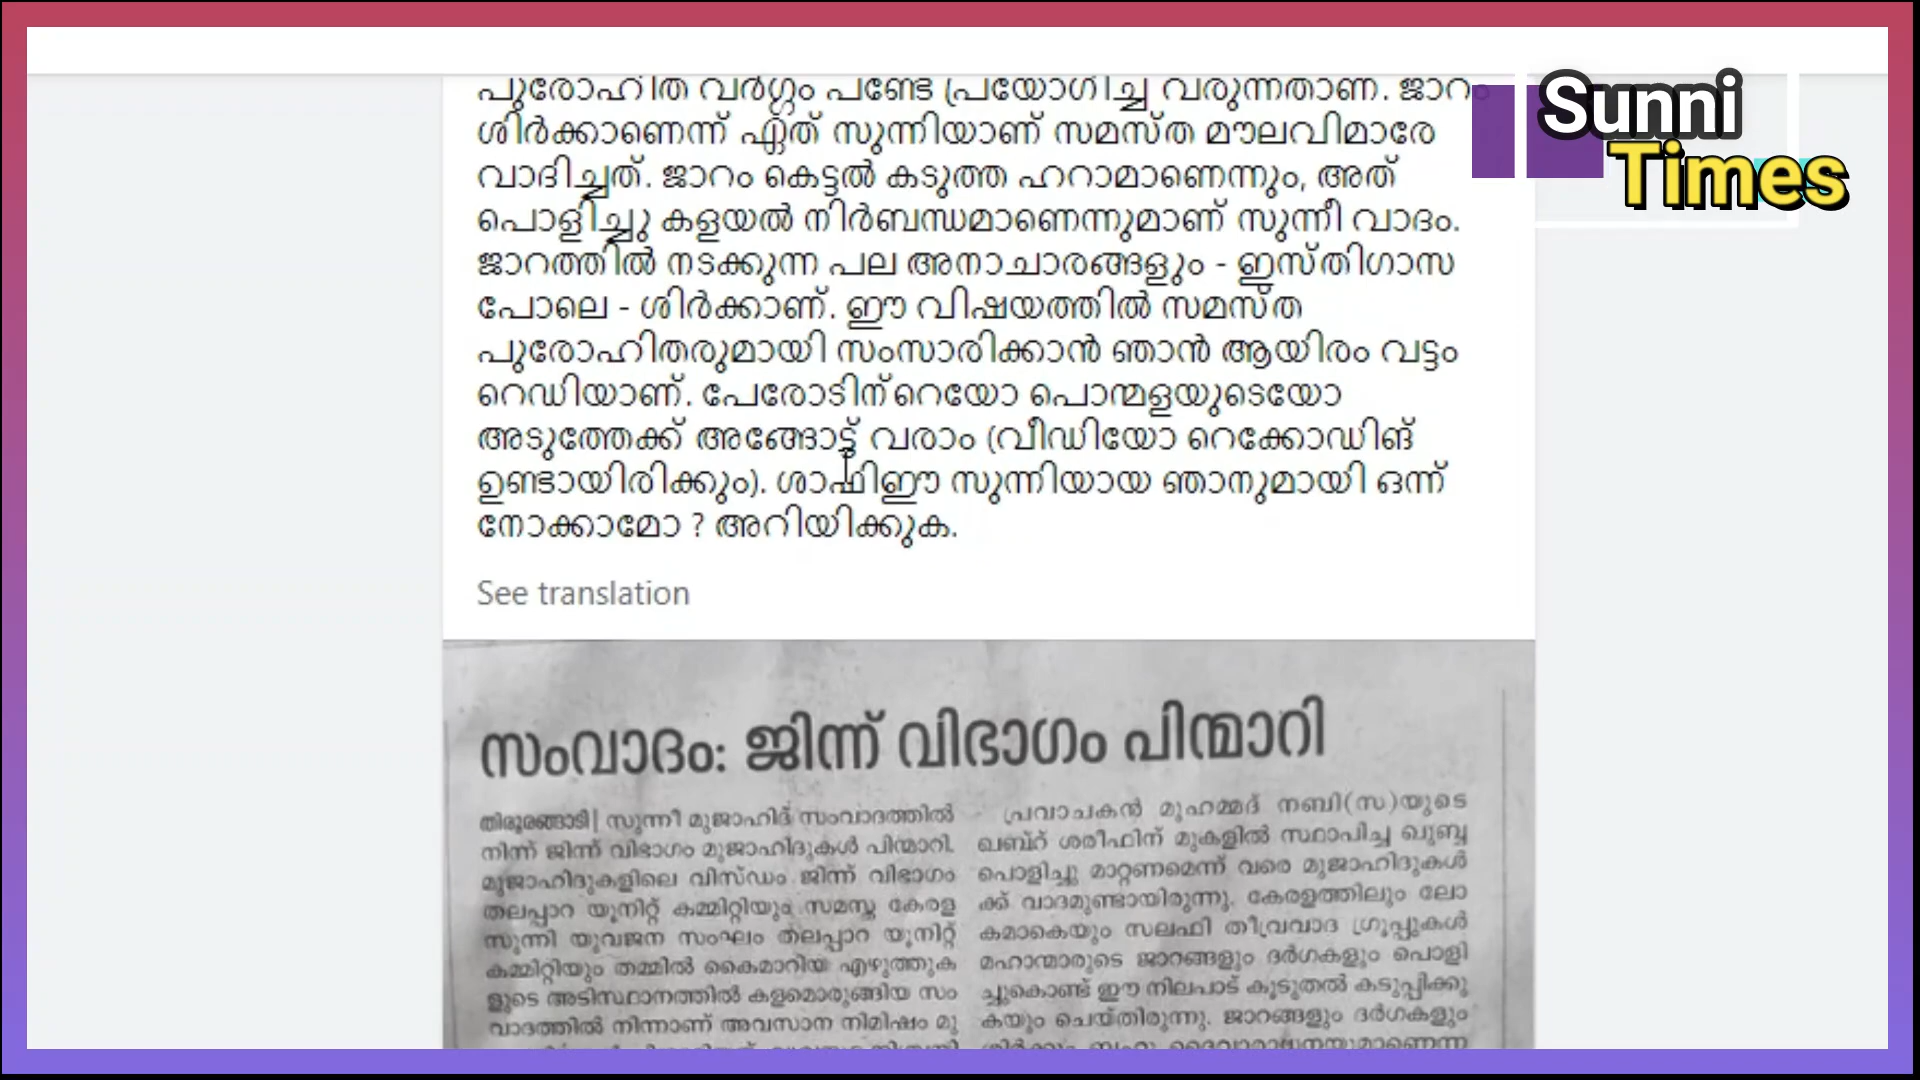 പുരോഹിത വർഗ്ഗം പണ്ടേ പ്രയോഗിച്ച് വരുന്നതാണ്. ജാറം
ശിർക്കാണെന്ന് ഏത് സുന്നിയാണ് സമസ്ത മൗലവിമാരേ
വാദിച്ചത്. ജാറം കെട്ടൽ കടുത്ത ഹറാമാണെന്നും, അത്
പൊളിച്ചു കളയൽ നിർബന്ധമാണെന്നുമാണ് സുന്നീ വാദം.
ജാറത്തിൽ നടക്കുന്ന പല അനാചാരങ്ങളും - ഇസ്തിഗാസ
പോലെ - ശിർക്കാണ്. ഈ വിഷയത്തിൽ സമസ്ത
പുരോഹിതരുമായി സംസാരിക്കാൻ ഞാൻ ആയിരം വട്ടം
റെഡിയാണ്. പേരോടിന്റെയോ പൊന്മളയുടെയോ
അടുത്തേക്ക് അങ്ങോട്ട് വരാം (വീഡിയോ റെക്കോഡിങ്
ഉണ്ടായിരിക്കും). ശാഫിഈ സുന്നിയായ ഞാനുമായി ഒന്ന്
നോക്കാമോ ? അറിയിക്കുക.
See translation
Sunni
Times
സംവാദം: ജിന്ന് വിഭാഗം പിന്മാറി
തിരൂരങ്ങാടി| സുന്നീ മുജാഹിദ് സംവാദത്തിൽ
നിന്ന് ജിന്ന് വിഭാഗം മുജാഹിദുകൾ പിന്മാറി.
മുജാഹിദുകളിലെ വിസ്ഡം ജിന്ന് വിഭാഗം
തലപ്പാറ യൂനിറ്റ് കമ്മിറ്റിയും സമസ്ത കേരള
സുന്നി യുവജന സംഘം തലപ്പാറ യൂനിറ്റ്
കമ്മിറ്റിയും തമ്മിൽ കൈമാറിയ എഴുത്തുക
ളുടെ അടിസ്ഥാനത്തിൽ കളമൊരുങ്ങിയ സം
വാദത്തിൽ നിന്നാണ് അവസാന നിമിഷം മു
പ്രവാചകൻ മുഹമ്മദ് നബി(സ)യുടെ
ഖബ്റ് ശരീഫിന് മുകളിൽ സ്ഥാപിച്ച ഖുബ്ബ
പൊളിച്ചു മാറ്റണമെന്ന് വരെ മുജാഹിദുകൾ
ക്ക് വാദമുണ്ടായിരുന്നു. കേരളത്തിലും ലോ
കമാകെയും സലഫി തീവ്രവാദ ഗ്രൂപ്പുകൾ
മഹാന്മാരുടെ ജാറങ്ങളും ദർഗകളും പൊളി
ച്ചുകൊണ്ട് ഈ നിലപാട് കൂടുതൽ കടുപ്പിക്കു
കയും ചെയ്തിരുന്നു. ജാറങ്ങളും ദർഗകളും